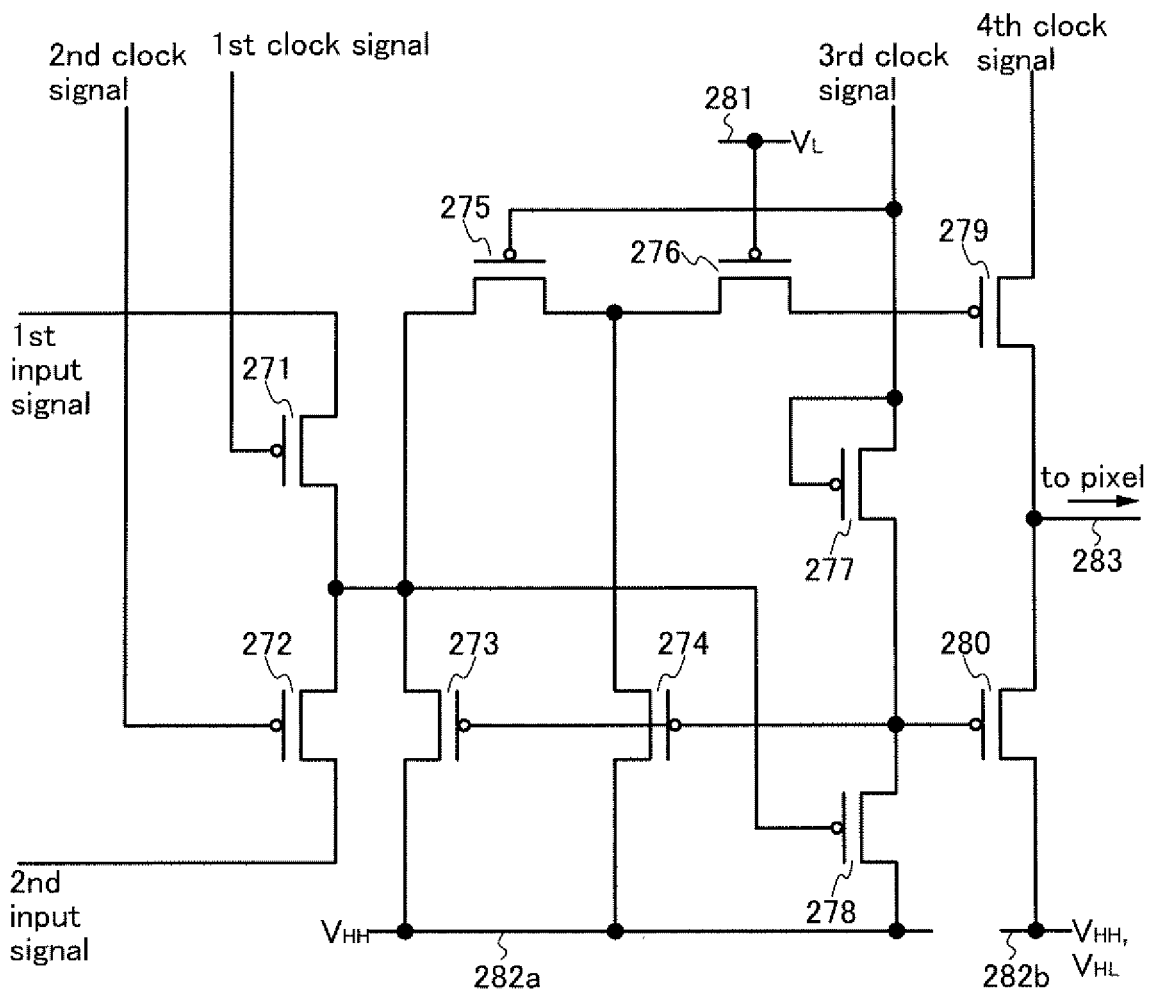 2nd clock
signal
1st clock signal
3rd clock
signal
4th clock
signal
281
VL
275
276
279
1st
input
signal
271
to pixel
283
277
272
273
274
280
278
2nd
input
signal
VHH
282a
282b
VHH,
VHL